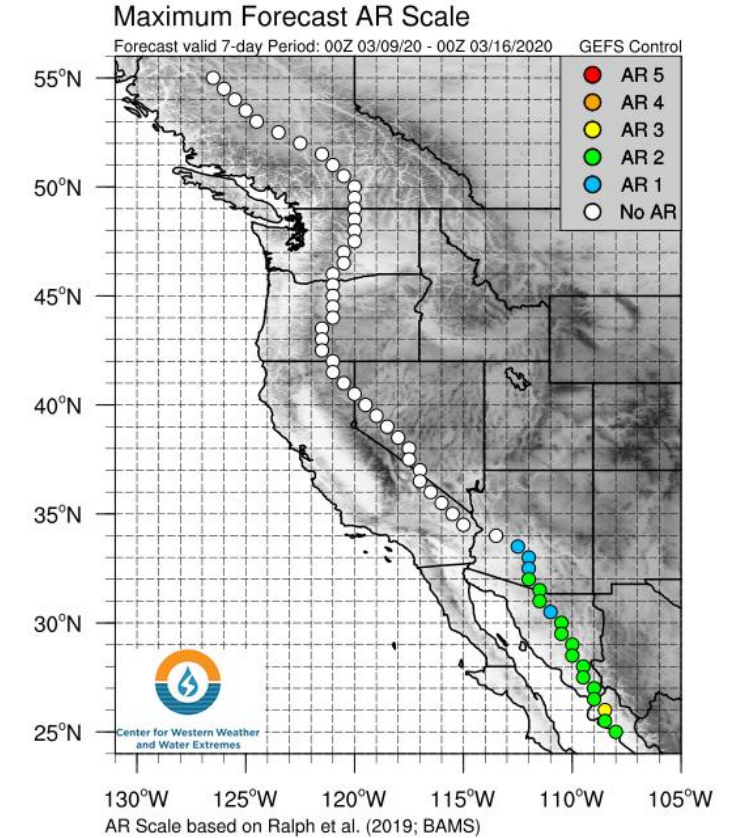 Maximum Forecast AR Scale
Forecast valid 7-day Period: 00Z 03/09/20 - 00Z 03/16/2020 GEFS Control
AR 5
AR 4
AR 3
AR 2
AR 1
No AR
55°N
50°N
45°N
40°N
35°N
30°N
25°N
Center for Western Weather
and Water Extremes
130°W 125°W 120°W 115°W 110°W 105°W
AR Scale based on Ralph et al. (2019; BAMS)